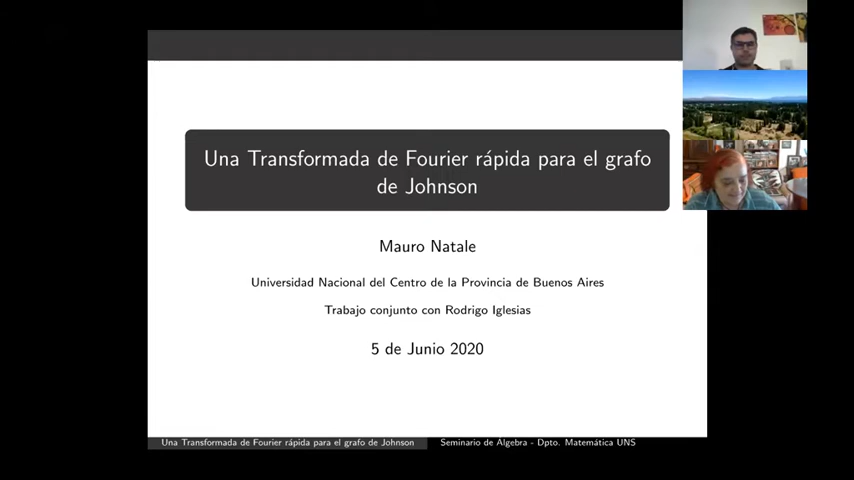 Una Transformada de Fourier rápida para el grafo
de Johnson
Mauro Natale
Universidad Nacional del Centro de la Provincia de Buenos Aires
Trabajo conjunto con Rodrigo Iglesias
5 de Junio 2020
Una Transformada de Fourier rápida para el grafo de Johnson
Seminario de Álgebra - Dpto. Matemática UNS